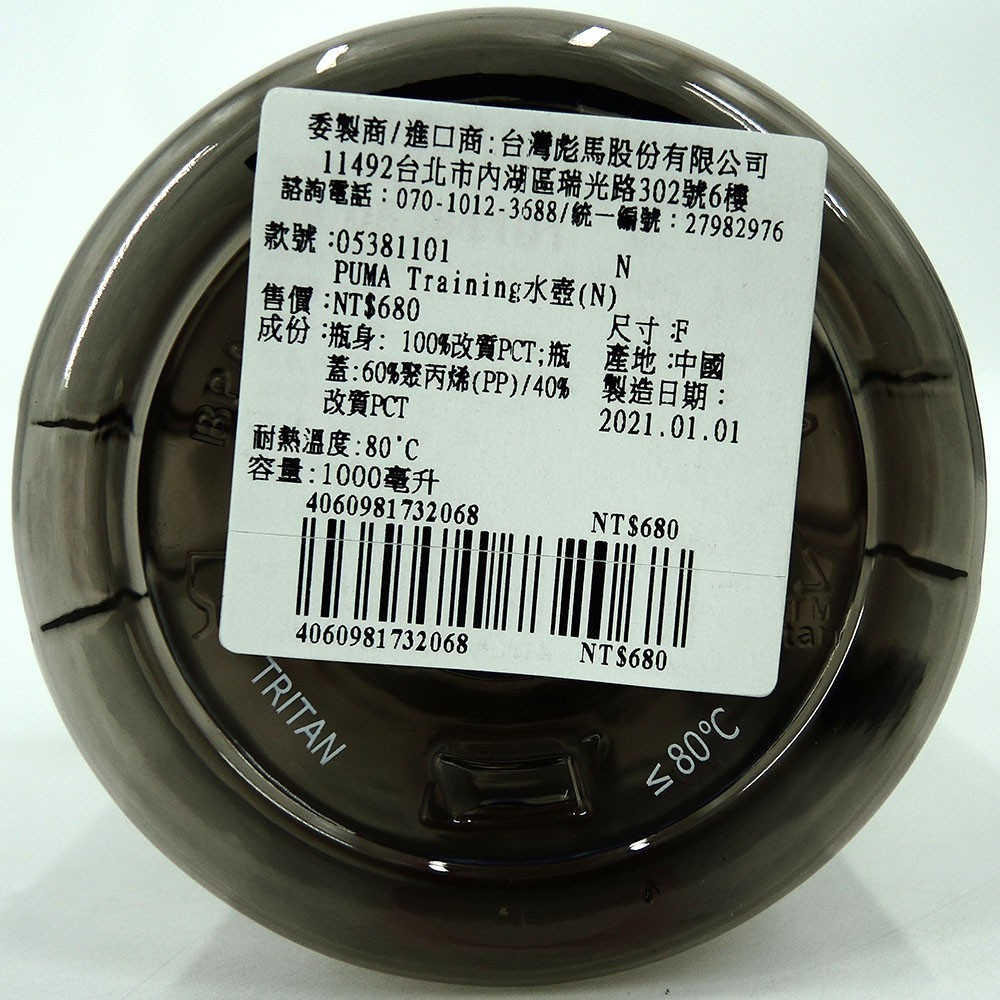 委製商/進口商:台灣彪馬股份有限公司
11492台北市內湖區瑞光路302號6樓
諮詢電話：070-1012-3688/統一編號：27982976
款號:05381101 N
PUMA Training水壺(N)
售價:NT$680 尺寸:F
成份:瓶身: 100%改質PCT;瓶 產地:中國
蓋:60%聚丙烯(PP)/40% 製造日期：
改質PCT 2021.01.01
耐熱溫度:80°C
容量:1000毫升
4060981732068 NT$680
4060981732068 NT$680
TRITAN
≤80°C